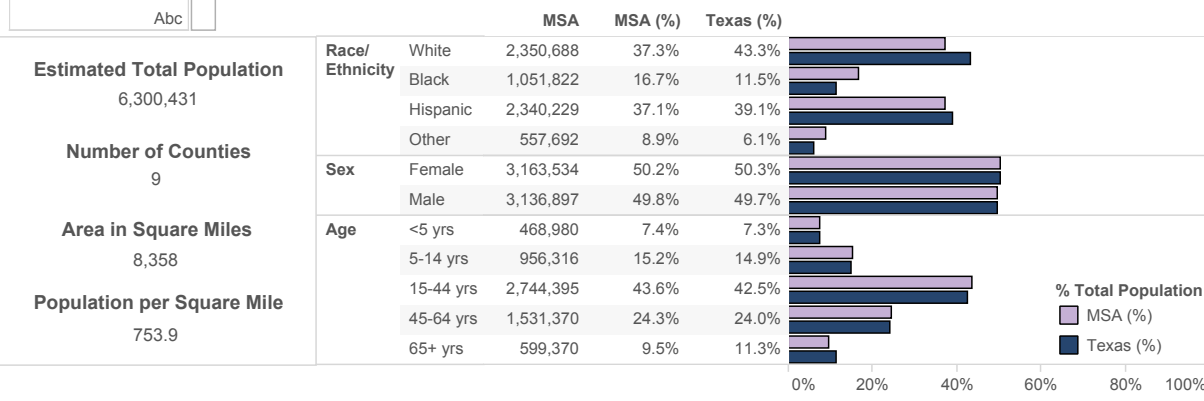 Abc
MSA MSA (%) Texas (%)
Estimated Total Population
6,300,431
Number of Counties
9
Area in Square Miles
8,358
Population per Square Mile
753.9
Race/
Ethnicity
White 2,350,688 37.3% 43.3%
Black 1,051,822 16.7% 11.5%
Hispanic 2,340,229 37.1% 39.1%
Other 557,692 8.9% 6.1%
Sex Female 3,163,534 50.2% 50.3%
Male 3,136,897 49.8% 49.7%
Age <5 yrs 468,980 7.4% 7.3%
5-14 yrs 956,316 15.2% 14.9%
15-44 yrs 2,744,395 43.6% 42.5%
45-64 yrs 1,531,370 24.3% 24.0%
65+ yrs 599,370 9.5% 11.3%
% Total Population
MSA (%)
Texas (%)
0% 20% 40% 60% 80% 100%